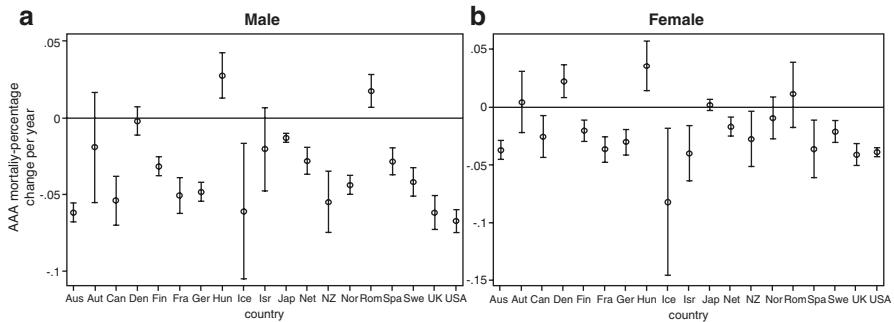 a
Male
AAA mortaliy-percentage
change per year
.05
0
-.05
-.1
Aus Aut Can Den Fin Fra Ger Hun Ice Isr Jap Net NZ Nor Rom Spa Swe UK USA
country
b
Female
.05
0
-.05
-.1
-.15
Aus Aut Can Den Fin Fra Ger Hun Ice Isr Jap Net NZ Nor Rom Spa Swe UK USA
country